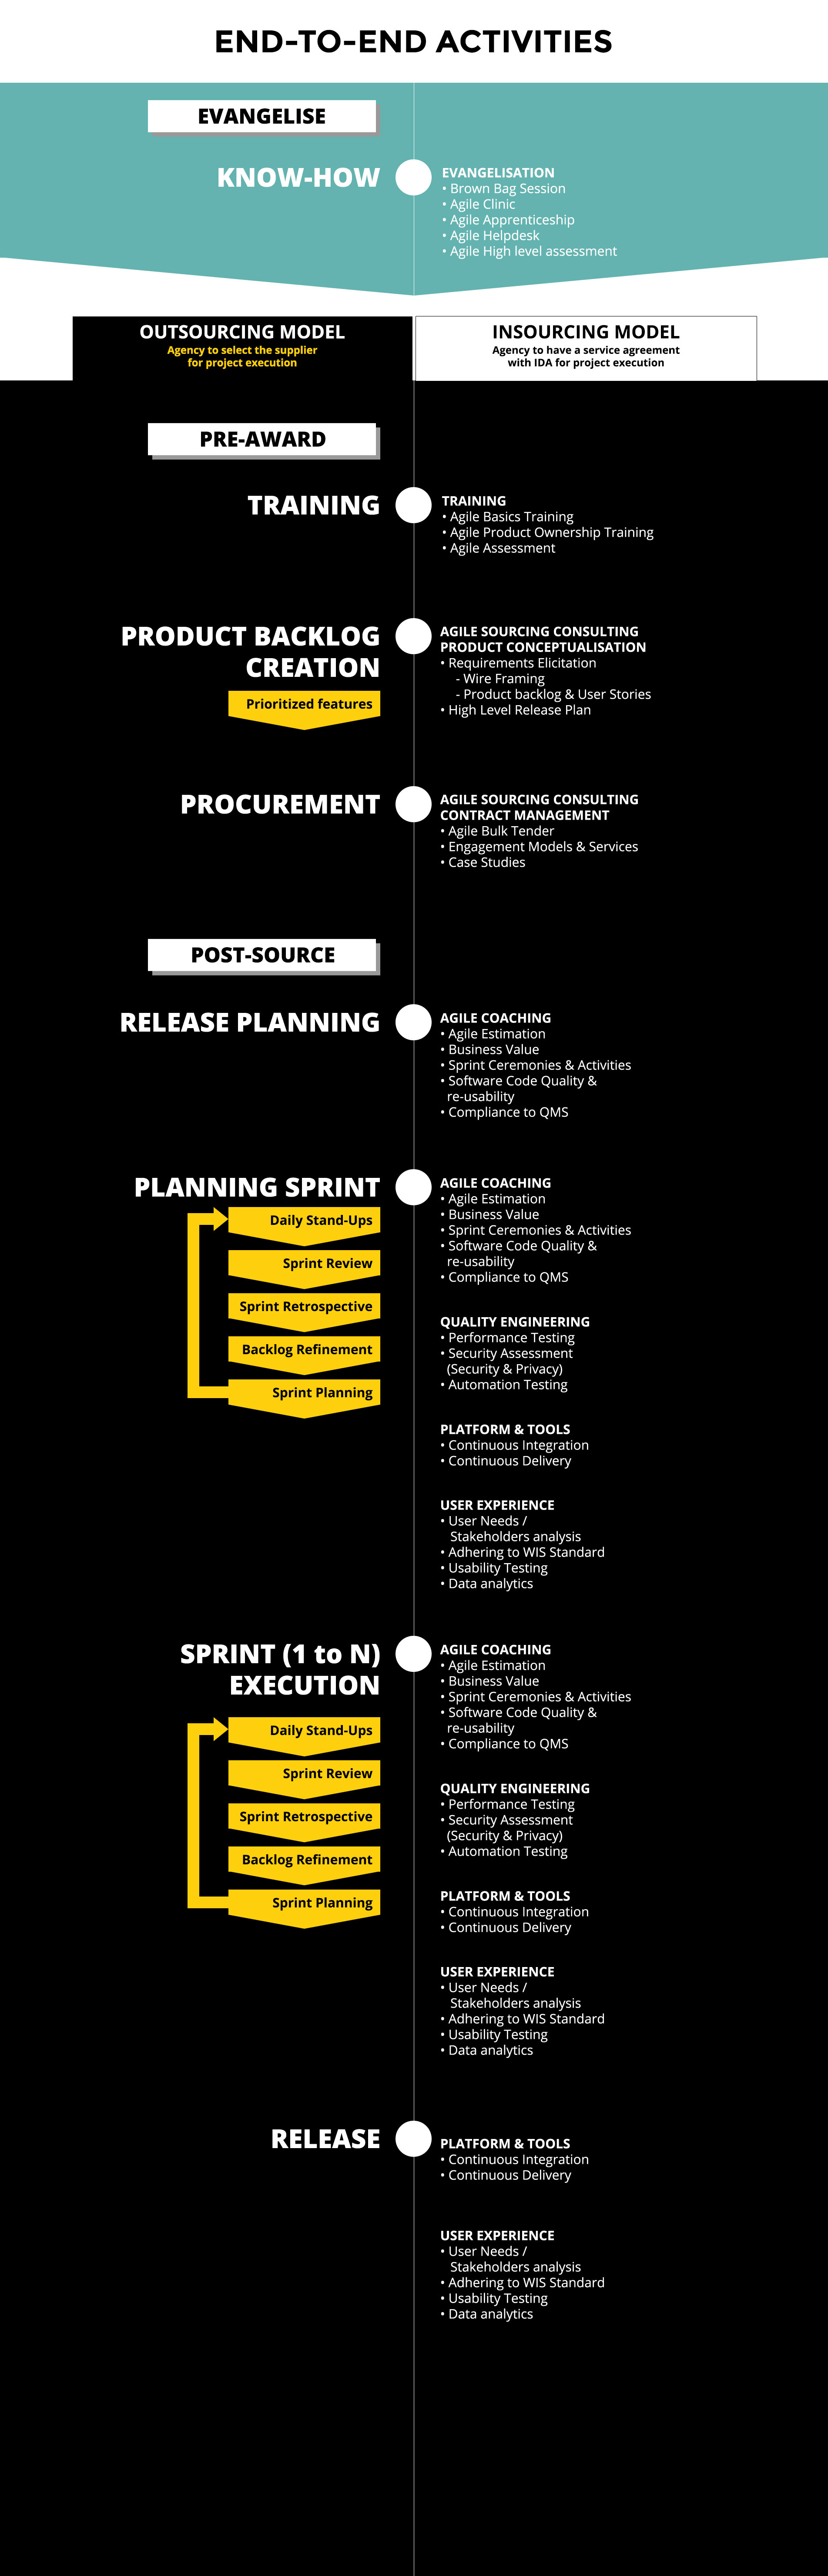 END-TO-END ACTIVITIES
EVANGELISE
KNOW-HOW
EVANGELISATION
• Brown Bag Session
• Agile Clinic
• Agile Apprenticeship
• Agile Helpdesk
• Agile High level assessment
OUTSOURCING MODEL
Agency to select the supplier
for project execution
INSOURCING MODEL
Agency to have a service agreement
with IDA for project execution
PRE-AWARD
TRAINING
TRAINING
• Agile Basics Training
• Agile Product Ownership Training
• Agile Assessment
PRODUCT BACKLOG
CREATION
Prioritized features
AGILE SOURCING CONSULTING
PRODUCT CONCEPTUALISATION
• Requirements Elicitation
- Wire Framing
- Product backlog & User Stories
• High Level Release Plan
PROCUREMENT
AGILE SOURCING CONSULTING
CONTRACT MANAGEMENT
• Agile Bulk Tender
• Engagement Models & Services
• Case Studies
POST-SOURCE
RELEASE PLANNING
AGILE COACHING
• Agile Estimation
• Business Value
• Sprint Ceremonies & Activities
• Software Code Quality &
re-usability
• Compliance to QMS
PLANNING SPRINT
Daily Stand-Ups
Sprint Review
Sprint Retrospective
Backlog Refinement
Sprint Planning
AGILE COACHING
• Agile Estimation
• Business Value
• Sprint Ceremonies & Activities
• Software Code Quality &
re-usability
• Compliance to QMS
QUALITY ENGINEERING
• Performance Testing
• Security Assessment
(Security & Privacy)
• Automation Testing
PLATFORM & TOOLS
• Continuous Integration
• Continuous Delivery
USER EXPERIENCE
• User Needs /
Stakeholders analysis
• Adhering to WIS Standard
• Usability Testing
• Data analytics
SPRINT (1 to N)
EXECUTION
Daily Stand-Ups
Sprint Review
Sprint Retrospective
Backlog Refinement
Sprint Planning
AGILE COACHING
• Agile Estimation
• Business Value
• Sprint Ceremonies & Activities
• Software Code Quality &
re-usability
• Compliance to QMS
QUALITY ENGINEERING
• Performance Testing
• Security Assessment
(Security & Privacy)
• Automation Testing
PLATFORM & TOOLS
• Continuous Integration
• Continuous Delivery
USER EXPERIENCE
• User Needs /
Stakeholders analysis
• Adhering to WIS Standard
• Usability Testing
• Data analytics
RELEASE
PLATFORM & TOOLS
• Continuous Integration
• Continuous Delivery
USER EXPERIENCE
• User Needs /
Stakeholders analysis
• Adhering to WIS Standard
• Usability Testing
• Data analytics